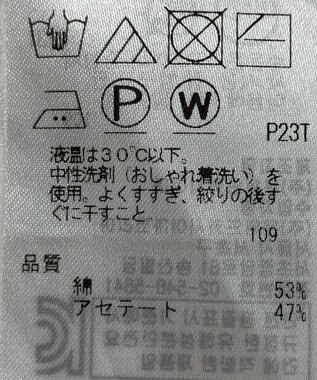 P W
P23T
液温は30℃以下。
中性洗剤（おしゃれ着洗い）を
使用。よくすすぎ、絞りの後す
ぐに干すこと。
109
品質
綿 53%
アセテート 47%